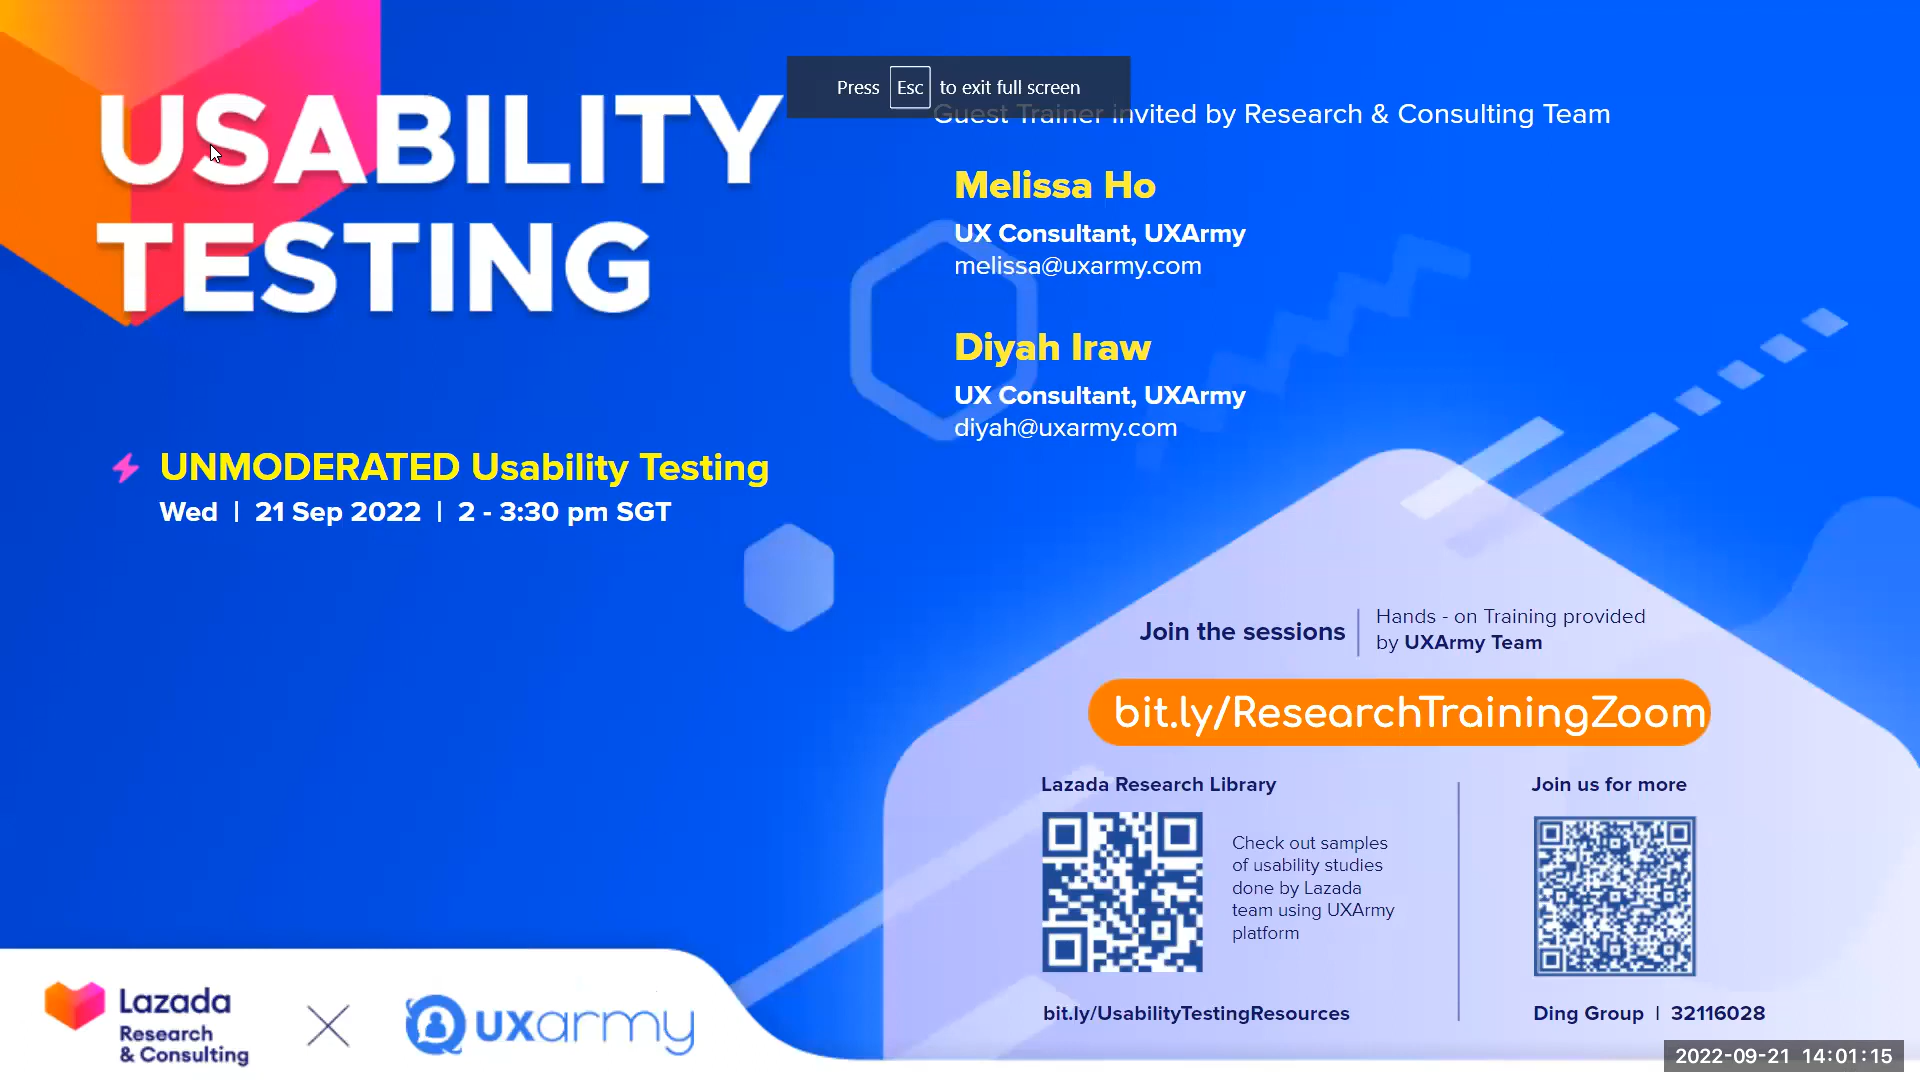 USABILITY
TESTING
UNMODERATED Usability Testing
Wed | 21 Sep 2022 | 2 - 3:30 pm SGT
Press Esc to exit full screen
Guest Trainer invited by Research & Consulting Team
Melissa Ho
UX Consultant, UXArmy
melissa@uxarmy.com
Diyah Iraw
UX Consultant, UXArmy
diyah@uxarmy.com
Join the sessions
Hands - on Training provided
by UXArmy Team
bit.ly/ResearchTrainingZoom
Lazada Research Library
Check out samples
of usability studies
done by Lazada
team using UXArmy
platform
bit.ly/UsabilityTestingResources
Join us for more
Ding Group | 32116028
Lazada
Research
& Consulting
uxarmy
2022-09-21 14:01:15